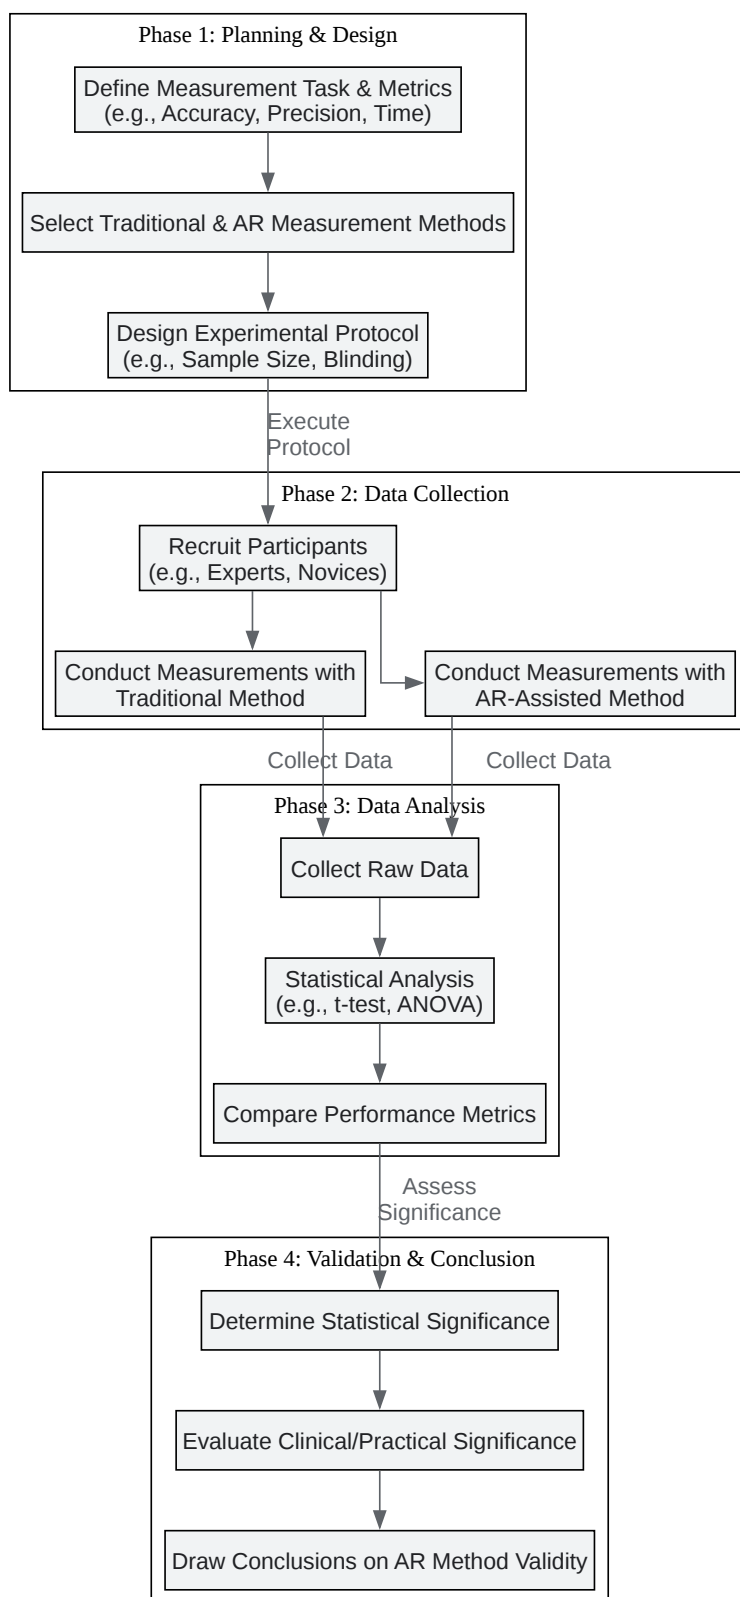 Phase 1: Planning & Design
Define Measurement Task & Metrics
(e.g., Accuracy, Precision, Time)
Select Traditional & AR Measurement Methods
Design Experimental Protocol
(e.g., Sample Size, Blinding)
Execute
Protocol
Phase 2: Data Collection
Recruit Participants
(e.g., Experts, Novices)
Conduct Measurements with
Traditional Method
Conduct Measurements with
AR-Assisted Method
Collect Data
Collect Data
Phase 3: Data Analysis
Collect Raw Data
Statistical Analysis
(e.g., t-test, ANOVA)
Compare Performance Metrics
Assess
Significance
Phase 4: Validation & Conclusion
Determine Statistical Significance
Evaluate Clinical/Practical Significance
Draw Conclusions on AR Method Validity